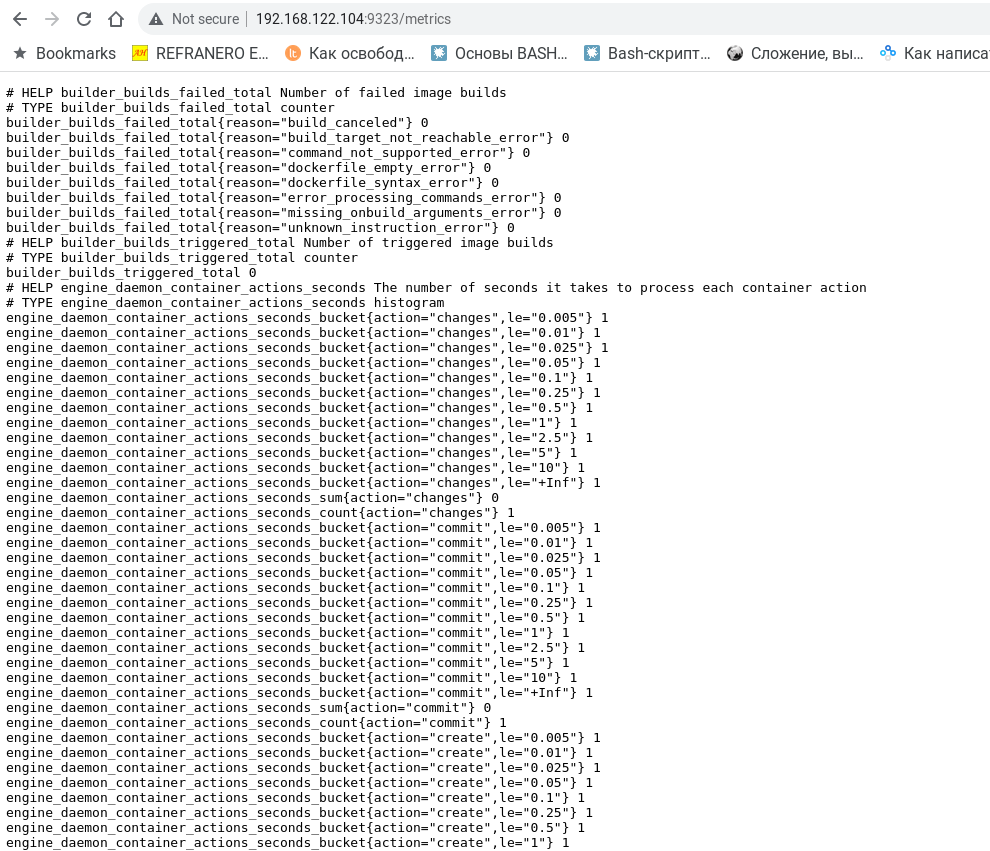 Not secure 192.168.122.104:9323/metrics
Bookmarks REFRANERO E... Как освобод... Основы BASH... Bash-скрипт... Сложение, вы... Как написа
# HELP builder_builds_failed_total Number of failed image builds
# TYPE builder_builds_failed_total counter
builder_builds_failed_total{reason="build_canceled"} 0
builder_builds_failed_total{reason="build_target_not_reachable_error"} 0
builder_builds_failed_total{reason="command_not_supported_error"} 0
builder_builds_failed_total{reason="dockerfile_empty_error"} 0
builder_builds_failed_total{reason="dockerfile_syntax_error"} 0
builder_builds_failed_total{reason="error_processing_commands_error"} 0
builder_builds_failed_total{reason="missing_onbuild_arguments_error"} 0
builder_builds_failed_total{reason="unknown_instruction_error"} 0
# HELP builder_builds_triggered_total Number of triggered image builds
# TYPE builder_builds_triggered_total counter
builder_builds_triggered_total 0
# HELP engine_daemon_container_actions_seconds The number of seconds it takes to process each container action
# TYPE engine_daemon_container_actions_seconds histogram
engine_daemon_container_actions_seconds_bucket{action="changes",le="0.005"} 1
engine_daemon_container_actions_seconds_bucket{action="changes",le="0.01"} 1
engine_daemon_container_actions_seconds_bucket{action="changes",le="0.025"} 1
engine_daemon_container_actions_seconds_bucket{action="changes",le="0.05"} 1
engine_daemon_container_actions_seconds_bucket{action="changes",le="0.1"} 1
engine_daemon_container_actions_seconds_bucket{action="changes",le="0.25"} 1
engine_daemon_container_actions_seconds_bucket{action="changes",le="0.5"} 1
engine_daemon_container_actions_seconds_bucket{action="changes",le="1"} 1
engine_daemon_container_actions_seconds_bucket{action="changes",le="2.5"} 1
engine_daemon_container_actions_seconds_bucket{action="changes",le="5"} 1
engine_daemon_container_actions_seconds_bucket{action="changes",le="10"} 1
engine_daemon_container_actions_seconds_bucket{action="changes",le="+Inf"} 1
engine_daemon_container_actions_seconds_sum{action="changes"} 0
engine_daemon_container_actions_seconds_count{action="changes"} 1
engine_daemon_container_actions_seconds_bucket{action="commit",le="0.005"} 1
engine_daemon_container_actions_seconds_bucket{action="commit",le="0.01"} 1
engine_daemon_container_actions_seconds_bucket{action="commit",le="0.025"} 1
engine_daemon_container_actions_seconds_bucket{action="commit",le="0.05"} 1
engine_daemon_container_actions_seconds_bucket{action="commit",le="0.1"} 1
engine_daemon_container_actions_seconds_bucket{action="commit",le="0.25"} 1
engine_daemon_container_actions_seconds_bucket{action="commit",le="0.5"} 1
engine_daemon_container_actions_seconds_bucket{action="commit",le="1"} 1
engine_daemon_container_actions_seconds_bucket{action="commit",le="2.5"} 1
engine_daemon_container_actions_seconds_bucket{action="commit",le="5"} 1
engine_daemon_container_actions_seconds_bucket{action="commit",le="10"} 1
engine_daemon_container_actions_seconds_bucket{action="commit",le="+Inf"} 1
engine_daemon_container_actions_seconds_sum{action="commit"} 0
engine_daemon_container_actions_seconds_count{action="commit"} 1
engine_daemon_container_actions_seconds_bucket{action="create",le="0.005"} 1
engine_daemon_container_actions_seconds_bucket{action="create",le="0.01"} 1
engine_daemon_container_actions_seconds_bucket{action="create",le="0.025"} 1
engine_daemon_container_actions_seconds_bucket{action="create",le="0.05"} 1
engine_daemon_container_actions_seconds_bucket{action="create",le="0.1"} 1
engine_daemon_container_actions_seconds_bucket{action="create",le="0.25"} 1
engine_daemon_container_actions_seconds_bucket{action="create",le="0.5"} 1
engine_daemon_container_actions_seconds_bucket{action="create",le="1"} 1